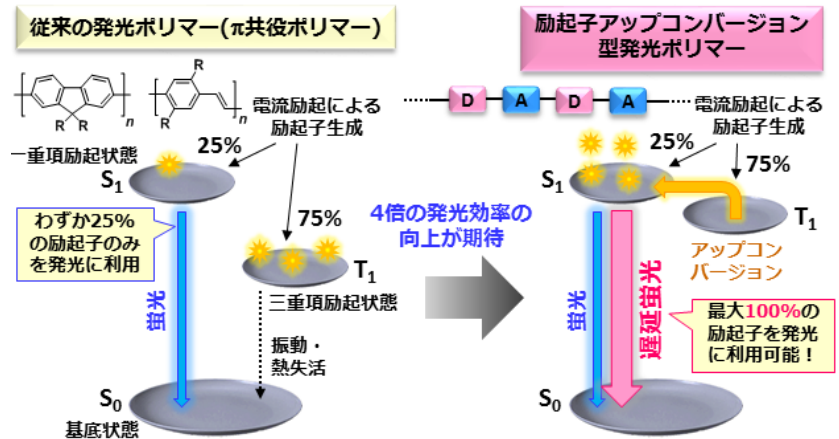 従来の発光ポリマー(π共役ポリマー)
R
R R
n
R
n
電流励起による
励起子生成
一重項励起状態
25%
S1
75%
わずか25%
の励起子のみ
を発光に利用
T1
三重項励起状態
蛍光
振動・
熱失活
S0
基底状態
4倍の発光効率の
向上が期待
励起子アップコンバージョン
型発光ポリマー
D A D A
電流励起による
励起子生成
25%
75%
S1
T1
アップコン
バージョン
蛍光
遅延蛍光
最大100%の
励起子を発光
に利用可能！
S0